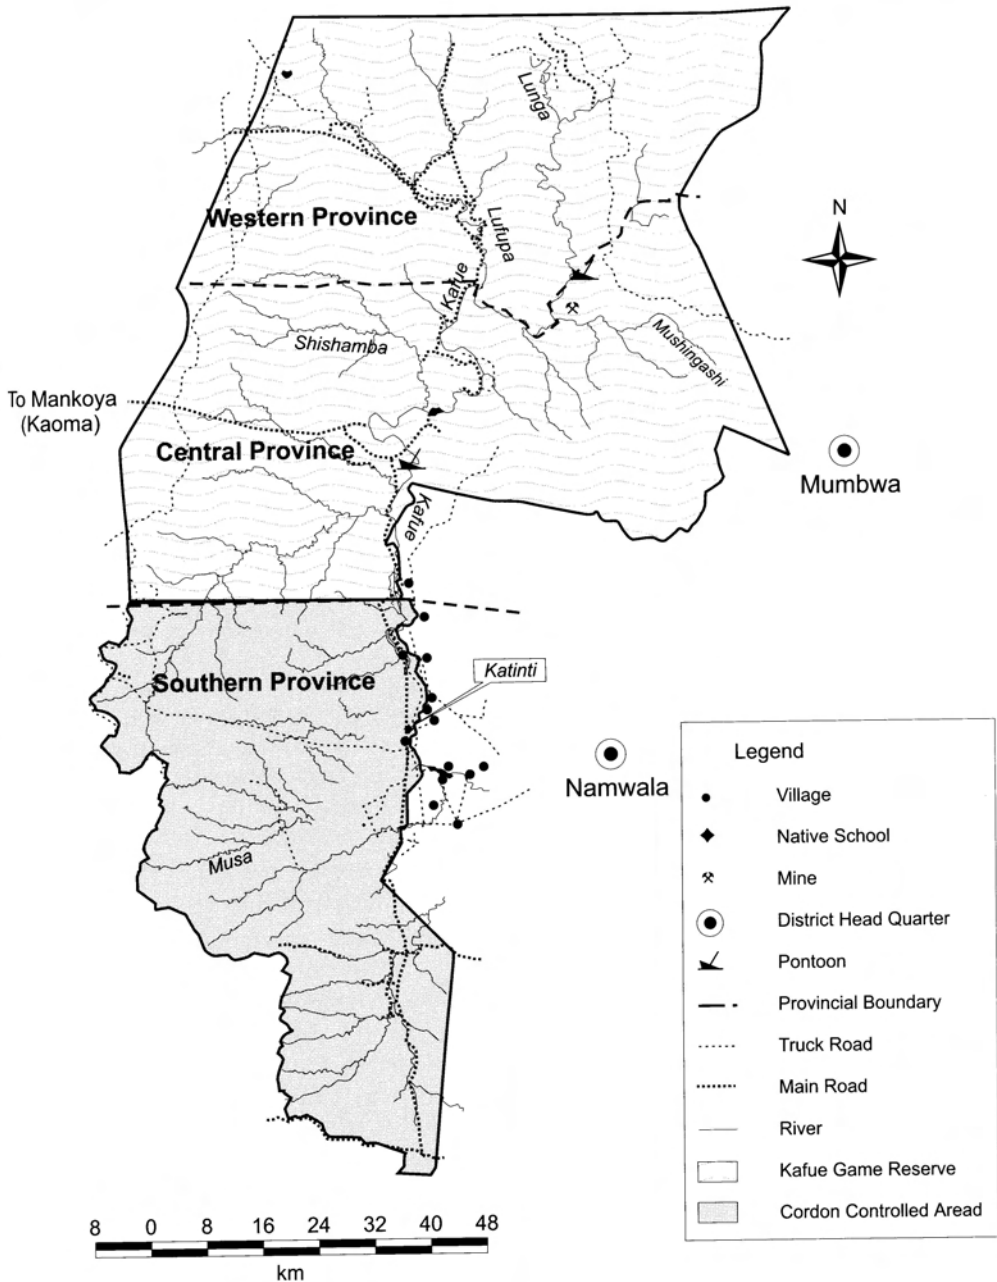 Lunga
N
Western Province
Lufupa
Kafue
Shishamba
Mushingashi
To Mankoya
(Kaoma)
Central Province
Mumbwa
Kafue
Katinti
Southern Province
Namwala
Musa
Legend
Village
Native School
Mine
District Head Quarter
Pontoon
Provincial Boundary
Truck Road
Main Road
River
Kafue Game Reserve
Cordon Controlled Aread
8 0 8 16 24 32 40 48
km